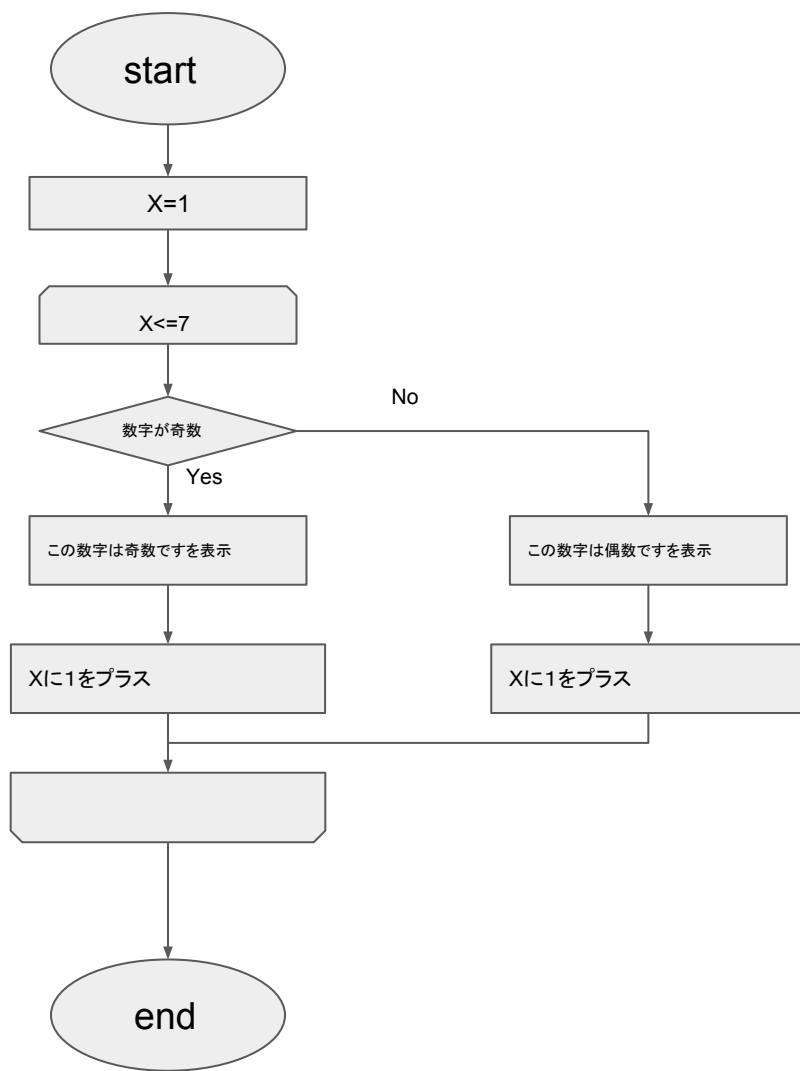 start
X=1
X<=7
数字が奇数
No
Yes
この数字は奇数ですを表示
この数字は偶数ですを表示
Xに１をプラス
Xに１をプラス
end